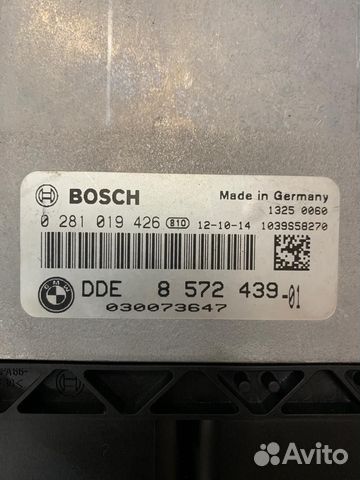 BOSCH
Made in Germany
1325 0060
0 281 019 426 810 12-10-14 1039S58270
BMW
DDE 8 572 439-01
030073647
Avito